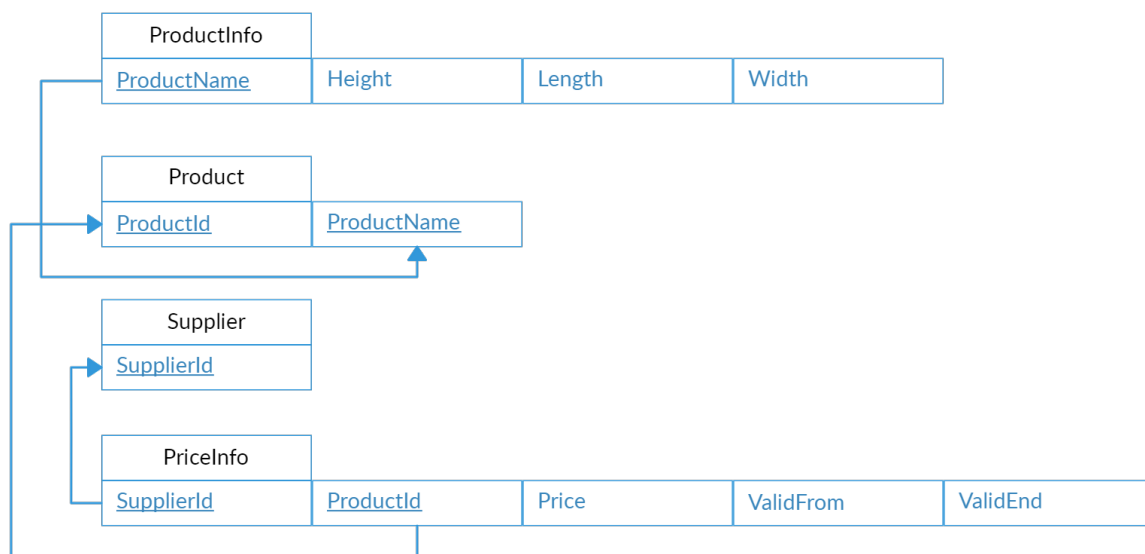 ProductInfo
ProductName Height Length Width
Product
ProductId ProductName
Supplier
SupplierId
PriceInfo
SupplierId ProductId Price ValidFrom ValidEnd